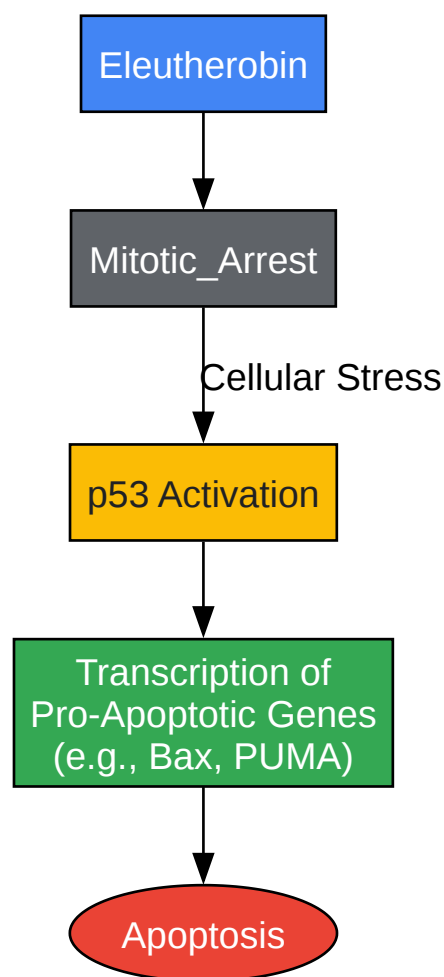 Eleutherobin
Mitotic_Arrest
Cellular Stress
p53 Activation
Transcription of
Pro-Apoptotic Genes
(e.g., Bax, PUMA)
Apoptosis